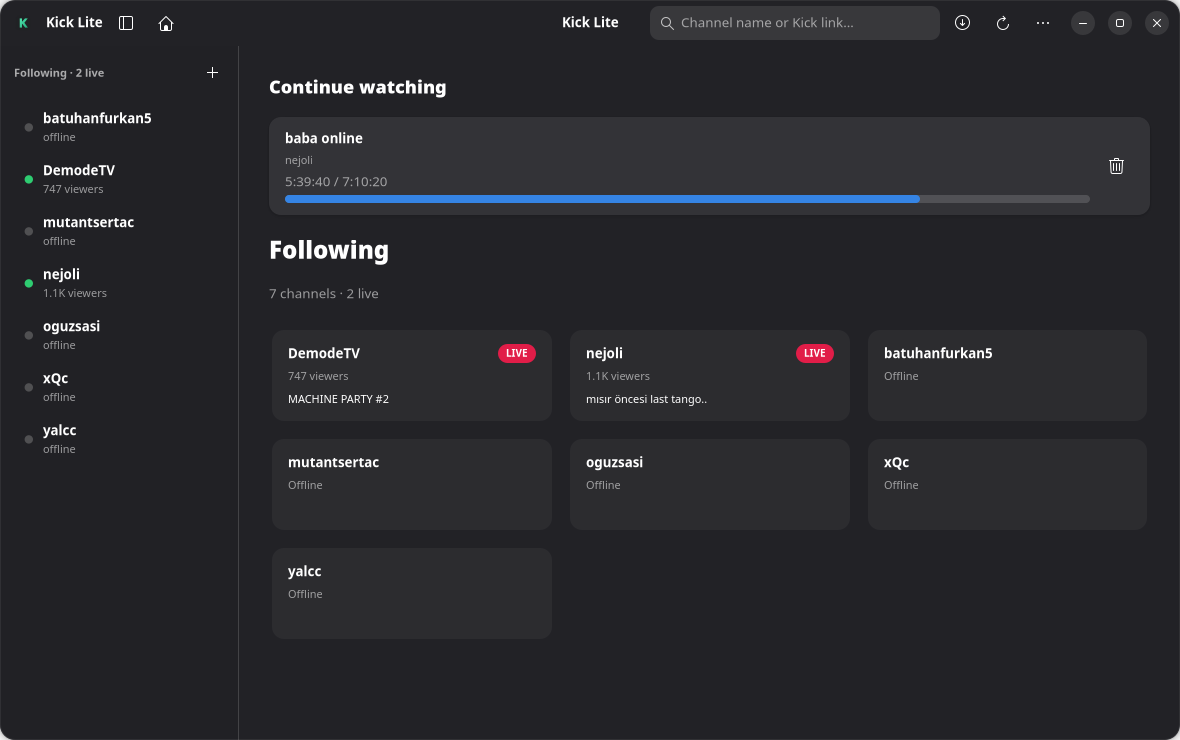 K Kick Lite
Kick Lite
Channel name or Kick link...
Following · 2 live
batuhanfurkan5
offline
DemodeTV
747 viewers
mutantsertac
offline
nejoli
1.1K viewers
oguzsasi
offline
xQc
offline
yalcc
offline
Continue watching
baba online
nejoli
5:39:40 / 7:10:20
Following
7 channels · 2 live
DemodeTV LIVE
747 viewers
MACHINE PARTY #2
nejoli LIVE
1.1K viewers
mısır öncesi last tango..
batuhanfurkan5
Offline
mutantsertac
Offline
oguzsasi
Offline
xQc
Offline
yalcc
Offline